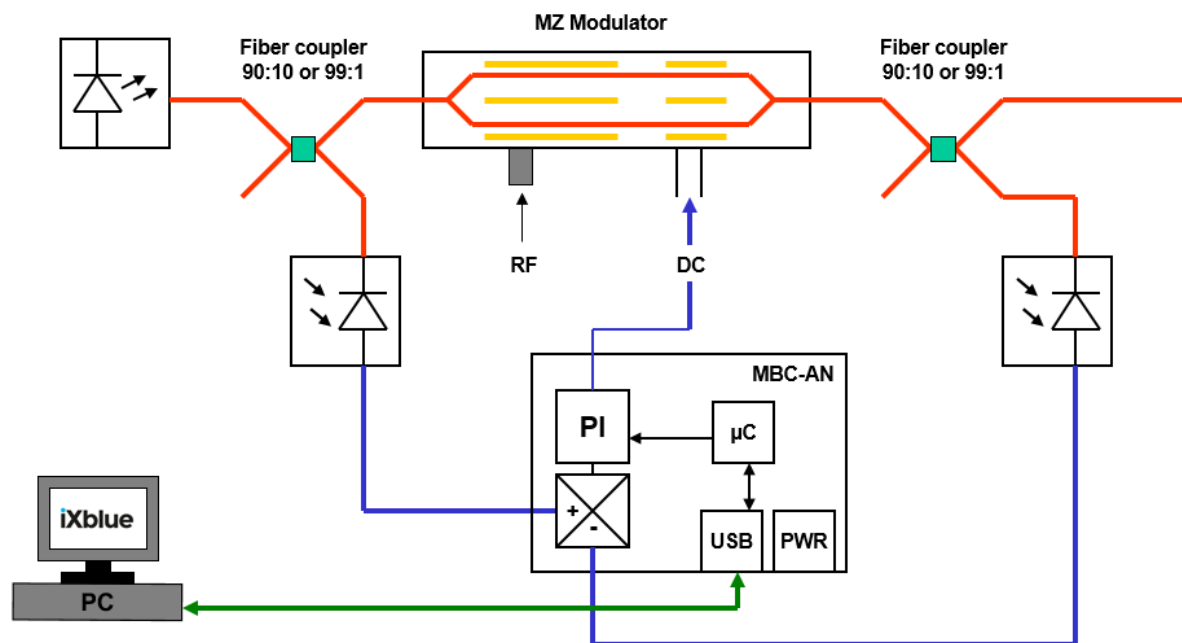 MZ Modulator
Fiber coupler
90:10 or 99:1
Fiber coupler
90:10 or 99:1
RF
DC
MBC-AN
PI
µC
+
-
USB
PWR
iXblue
PC